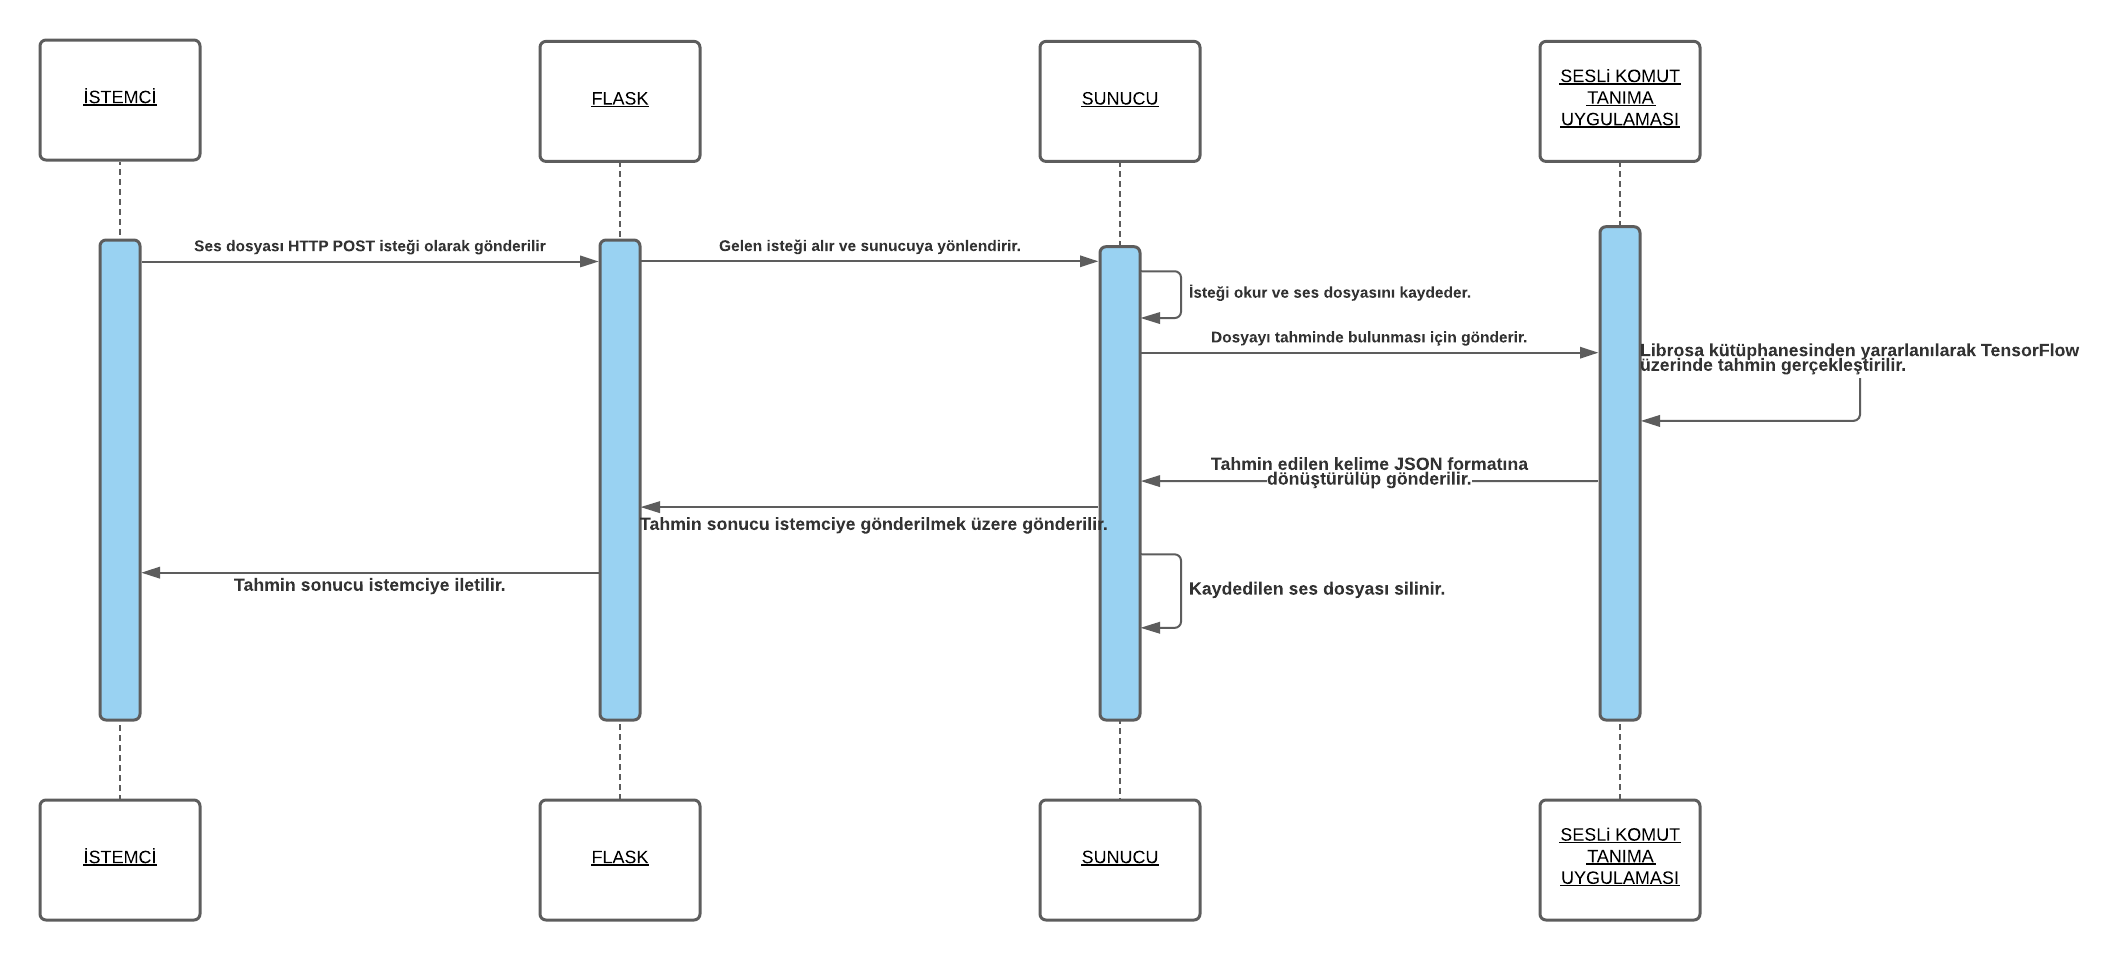 İSTEMCİ
FLASK
SUNUCU
SESLi KOMUT
TANIMA
UYGULAMASI
Ses dosyası HTTP POST isteği olarak gönderilir
Gelen isteği alır ve sunucuya yönlendirir.
İsteği okur ve ses dosyasını kaydeder.
Dosyayı tahminde bulunması için gönderir.
Librosa kütüphanesinden yararlanılarak TensorFlow
üzerinde tahmin gerçekleştirilir.
Tahmin edilen kelime JSON formatına
dönüştürülüp gönderilir.
Tahmin sonucu istemciye gönderilmek üzere gönderilir.
Tahmin sonucu istemciye iletilir.
Kaydedilen ses dosyası silinir.
İSTEMCİ
FLASK
SUNUCU
SESLi KOMUT
TANIMA
UYGULAMASI